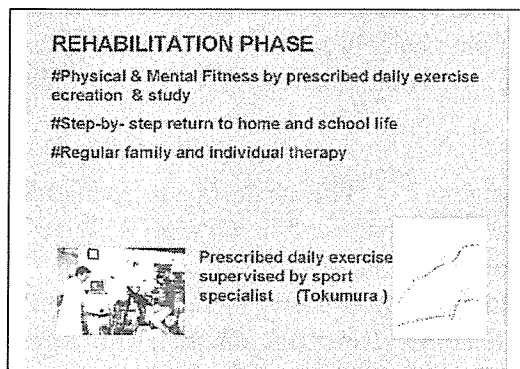 REHABILITATION PHASE
#Physical & Mental Fitness by prescribed daily exercise
ecreation & study
#Step-by- step return to home and school life
#Regular family and individual therapy
Prescribed daily exercise
supervised by sport
specialist (Tokumura )